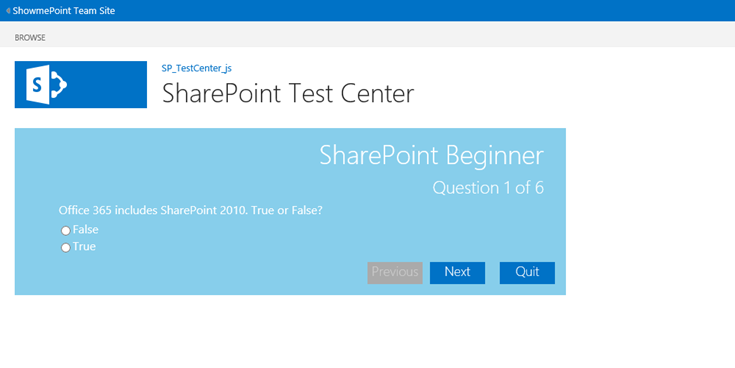 ShowmePoint Team Site
BROWSE
S
SP_TestCenter_js
SharePoint Test Center
SharePoint Beginner
Question 1 of 6
Office 365 includes SharePoint 2010. True or False?
False
True
Previous Next Quit